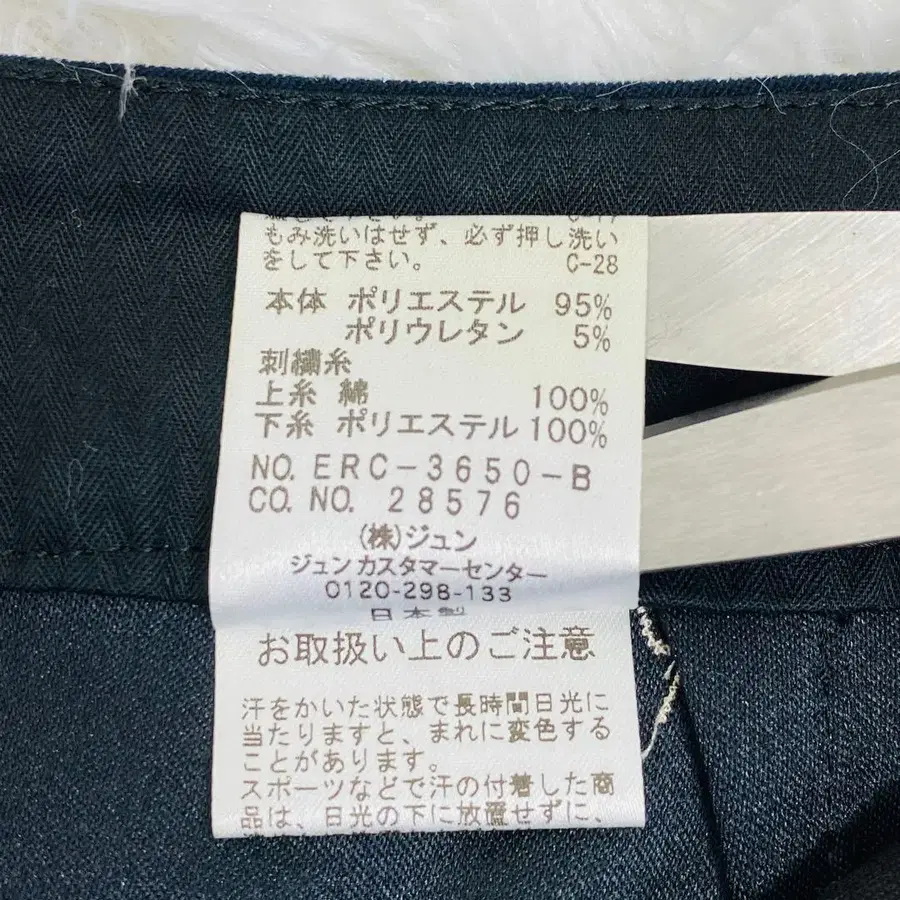 もみ洗いはせず、必ず押し洗い
をして下さい。 C-28
本体 ポリエステル 95%
ポリウレタン 5%
刺繍糸
上糸 綿 100%
下糸 ポリエステル 100%
NO. ERC-3650-B
CO. NO. 28576
(株)ジュン
ジュンカスタマーセンター
0120-298-133
日本製
お取扱い上のご注意
汗をかいた状態で長時間日光に
当たりますと、まれに変色する
ことがあります。
スポーツなどで汗の付着した商
品は、日光の下に放置せずに、